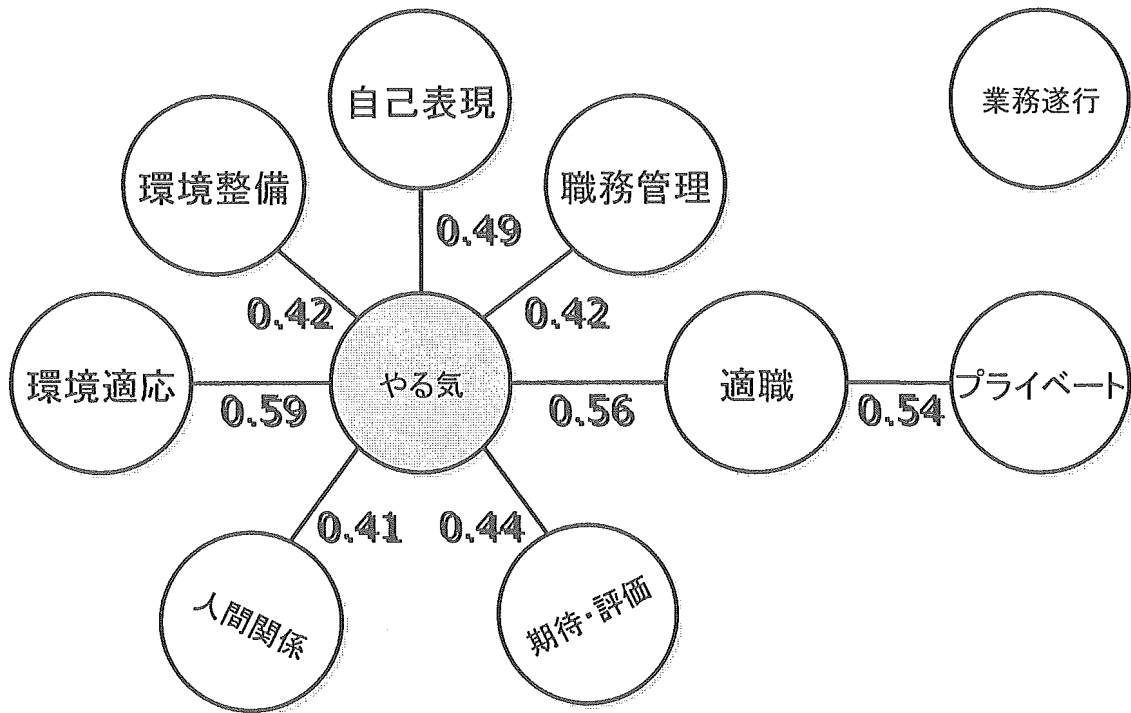 自己表現
業務遂行
環境整備
職務管理
0.49
0.42
0.42
環境適応
やる気
適職
プライベート
0.59
0.56
0.54
0.41
0.44
人間関係
期待・評価